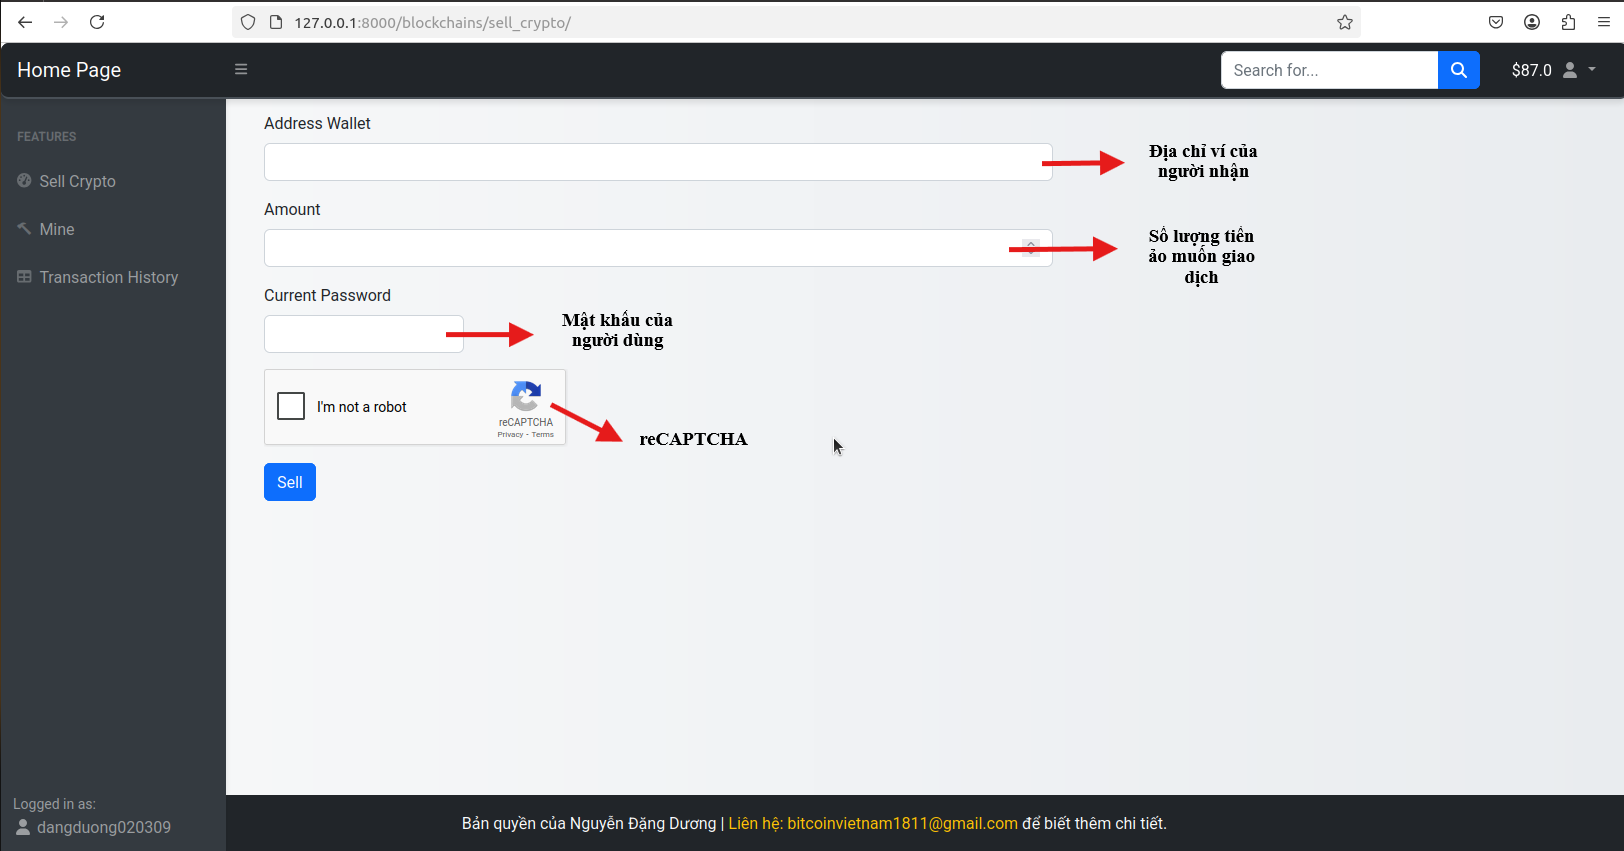 127.0.0.1:8000/blockchains/sell_crypto/
Home Page
Search for...
$87.0
FEATURES
Sell Crypto
Mine
Transaction History
Address Wallet
Địa chỉ ví của
người nhận
Amount
Số lượng tiền
ảo muốn giao
dịch
Current Password
Mật khẩu của
người dùng
I'm not a robot
reCAPTCHA
Privacy - Terms
reCAPTCHA
Sell
Logged in as:
dangduong020309
Bản quyền của Nguyễn Đặng Dương | Liên hệ: bitcoinvietnam1811@gmail.com để biết thêm chi tiết.